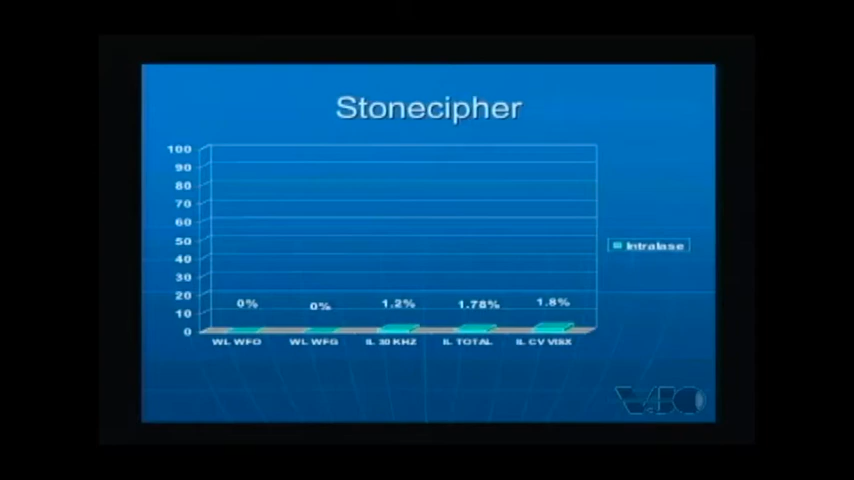 Stonecipher
100
90
80
70
60
50
40
30
20
10
0
0%
0%
1.2%
1.78%
1.8%
WL WFO
WL WFG
IL 30 KHZ
IL TOTAL
IL CV VISX
Intralase
VJO